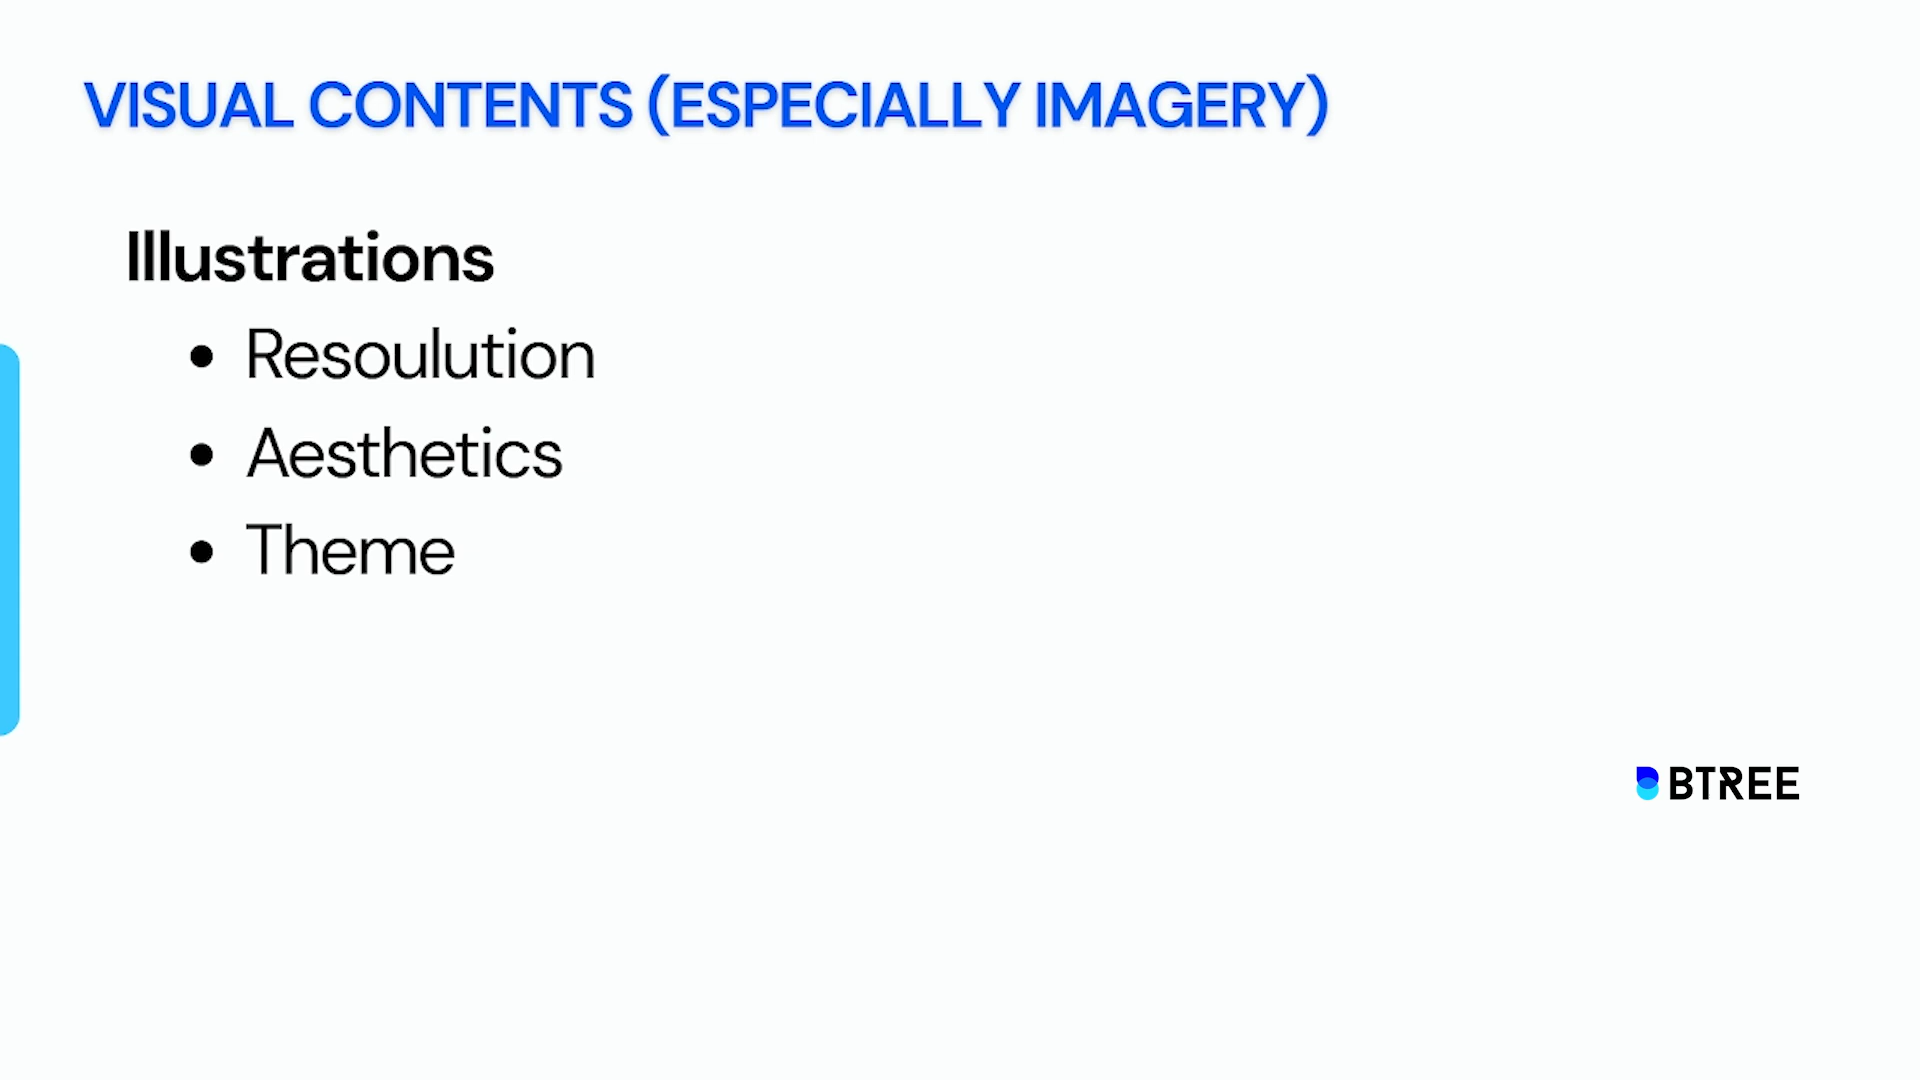 VISUAL CONTENTS (ESPECIALLY IMAGERY)
Illustrations
• Resoulution
• Aesthetics
• Theme
BTREE